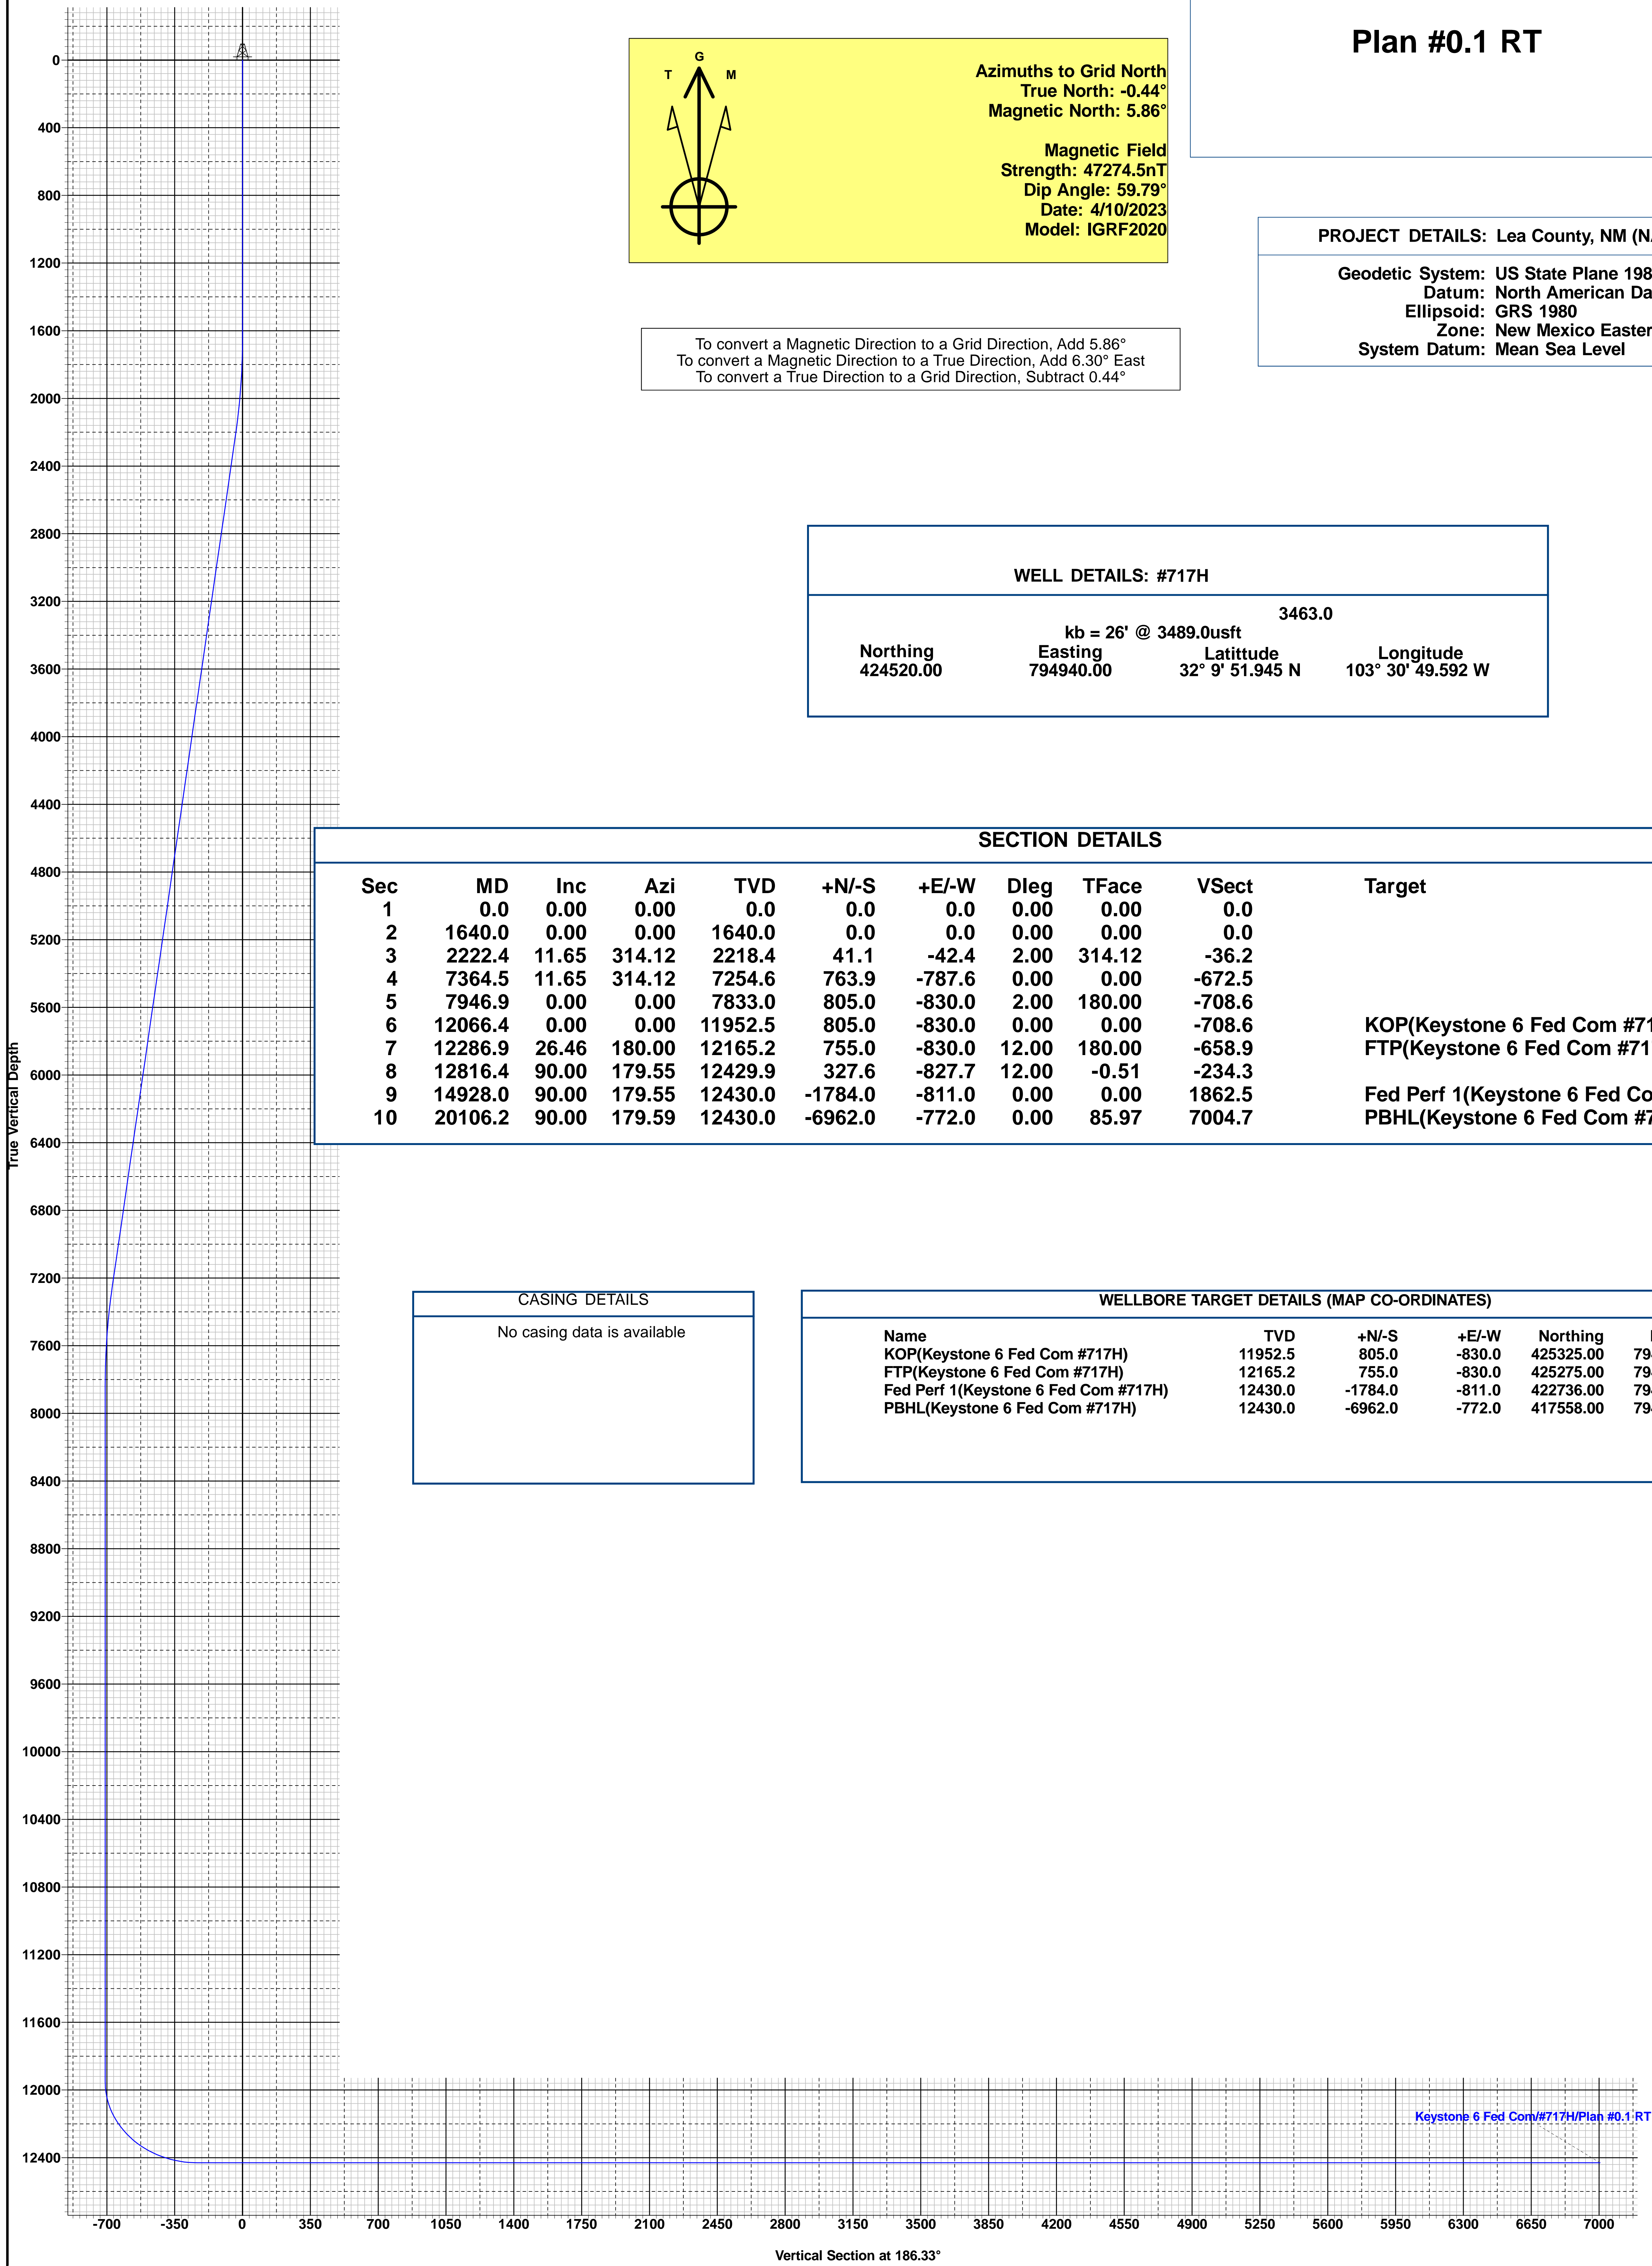 Plan #0.1 RT
T G M
Azimuths to Grid North
True North: -0.44°
Magnetic North: 5.86°
Magnetic Field
Strength: 47274.5nT
Dip Angle: 59.79°
Date: 4/10/2023
Model: IGRF2020
PROJECT DETAILS: Lea County, NM
Geodetic System: US State Plane
Datum: North American
Ellipsoid: GRS 1980
Zone: New Mexico
System Datum: Mean Sea Level
To convert a Magnetic Direction to a Grid Direction, Add 5.86°
To convert a Magnetic Direction to a True Direction, Add 6.30° East
To convert a True Direction to a Grid Direction, Subtract 0.44°
WELL DETAILS: #717H
3463.0
kb = 26' @ 3489.0usft
Northing Easting Latittude Longitude
424520.00 794940.00 32° 9' 51.945 N 103° 30' 49.592 W
SECTION DETAILS
Sec MD Inc Azi TVD +N/-S +E/-W Dleg TFace VSect Target
1 0.0 0.00 0.00 0.0 0.0 0.0 0.00 0.00 0.0
2 1640.0 0.00 0.00 1640.0 0.0 0.0 0.00 0.00 0.0
3 2222.4 11.65 314.12 2218.4 41.1 -42.4 2.00 314.12 -36.2
4 7364.5 11.65 314.12 7254.6 763.9 -787.6 0.00 0.00 -672.5
5 7946.9 0.00 0.00 7833.0 805.0 -830.0 2.00 180.00 -708.6
6 12066.4 0.00 0.00 11952.5 805.0 -830.0 0.00 0.00 -708.6 KOP(Keystone 6 Fed Com
7 12286.9 26.46 180.00 12165.2 755.0 -830.0 12.00 180.00 -658.9 FTP(Keystone 6 Fed Com
8 12816.4 90.00 179.55 12429.9 327.6 -827.7 12.00 -0.51 -234.3
9 14928.0 90.00 179.55 12430.0 -1784.0 -811.0 0.00 0.00 1862.5 Fed Perf 1(Keystone 6 Fed
10 20106.2 90.00 179.59 12430.0 -6962.0 -772.0 0.00 85.97 7004.7 PBHL(Keystone 6 Fed Com
CASING DETAILS
No casing data is available
WELLBORE TARGET DETAILS (MAP CO-ORDINATES)
Name TVD +N/-S +E/-W Northing
KOP(Keystone 6 Fed Com #717H) 11952.5 805.0 -830.0 425325.00
FTP(Keystone 6 Fed Com #717H) 12165.2 755.0 -830.0 425275.00
Fed Perf 1(Keystone 6 Fed Com #717H) 12430.0 -1784.0 -811.0 422736.00
PBHL(Keystone 6 Fed Com #717H) 12430.0 -6962.0 -772.0 417558.00
True Vertical Depth
0
400
800
1200
1600
2000
2400
2800
3200
3600
4000
4400
4800
5200
5600
6000
6400
6800
7200
7600
8000
8400
8800
9200
9600
10000
10400
10800
11200
11600
12000
12400
Keystone 6 Fed Com/#717H/Plan #0.1 RT
-700 -350 0 350 700 1050 1400 1750 2100 2450 2800 3150 3500 3850 4200 4550 4900 5250 5600 5950 6300 6650 7000
Vertical Section at 186.33°